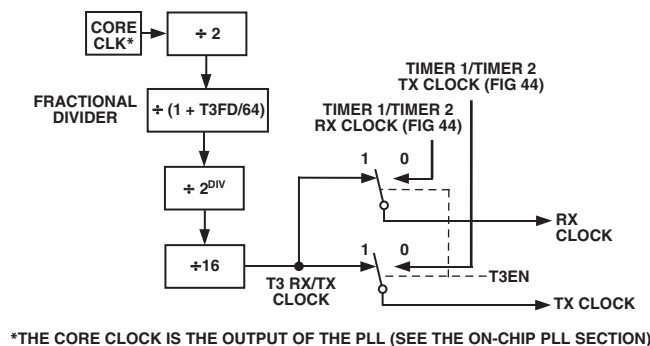 CORE
CLK*
÷ 2
FRACTIONAL
DIVIDER
÷ (1 + T3FD/64)
÷ 2DIV
÷16
T3 RX/TX
CLOCK
TIMER 1/TIMER 2
TX CLOCK (FIG 44)
TIMER 1/TIMER 2
RX CLOCK (FIG 44)
1 0
RX
CLOCK
1 0
T3EN
TX CLOCK
*THE CORE CLOCK IS THE OUTPUT OF THE PLL (SEE THE ON-CHIP PLL SECTION)